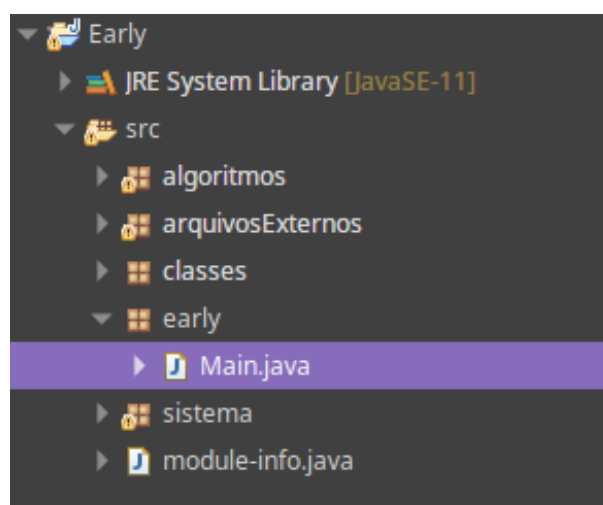 Early
JRE System Library [JavaSE-11]
src
algoritmos
arquivosExternos
classes
early
Main.java
sistema
module-info.java